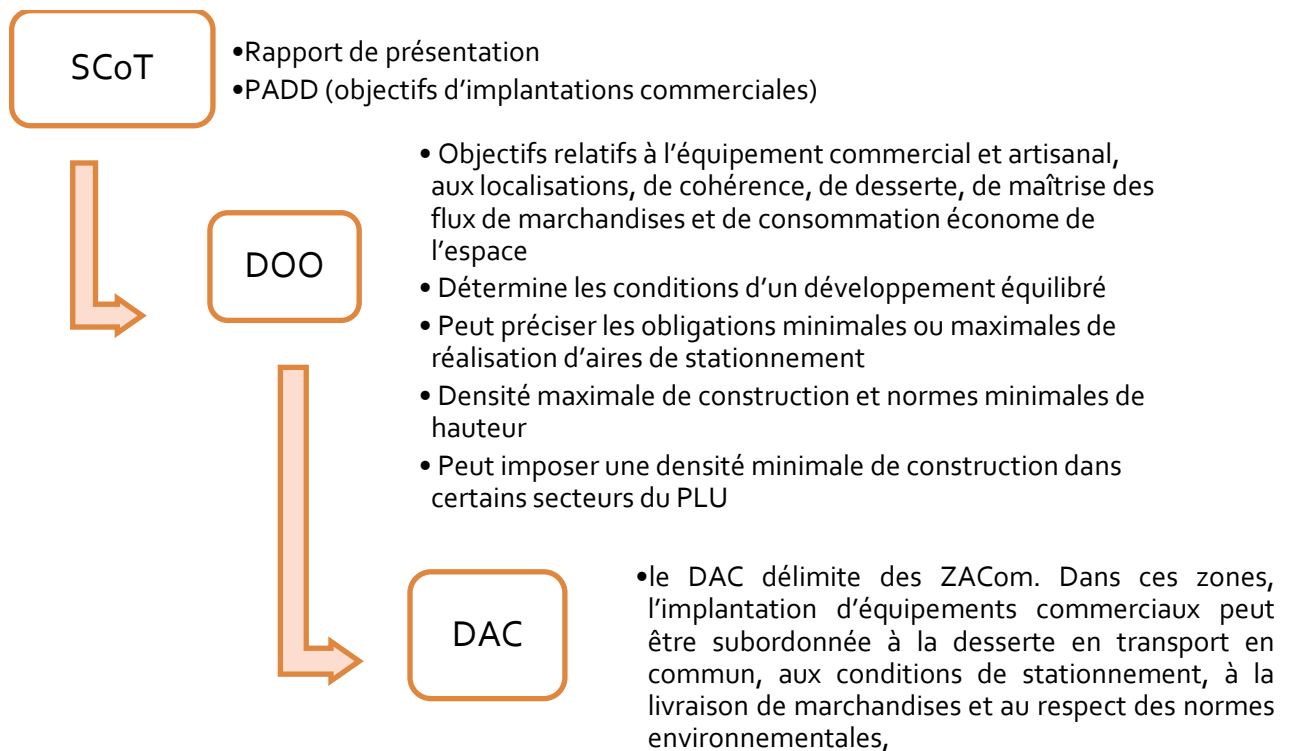 SCoT
•Rapport de présentation
•PADD (objectifs d'implantations commerciales)
DOO
• Objectifs relatifs à l'équipement commercial et artisanal,
aux localisations, de cohérence, de desserte, de maîtrise des
flux de marchandises et de consommation économe de
l'espace
• Détermine les conditions d'un développement équilibré
• Peut préciser les obligations minimales ou maximales de
réalisation d'aires de stationnement
• Densité maximale de construction et normes minimales de
hauteur
• Peut imposer une densité minimale de construction dans
certains secteurs du PLU
DAC
•le DAC délimite des ZACom. Dans ces zones,
l'implantation d'équipements commerciaux peut
être subordonnée à la desserte en transport en
commun, aux conditions de stationnement, à la
livraison de marchandises et au respect des normes
environnementales,